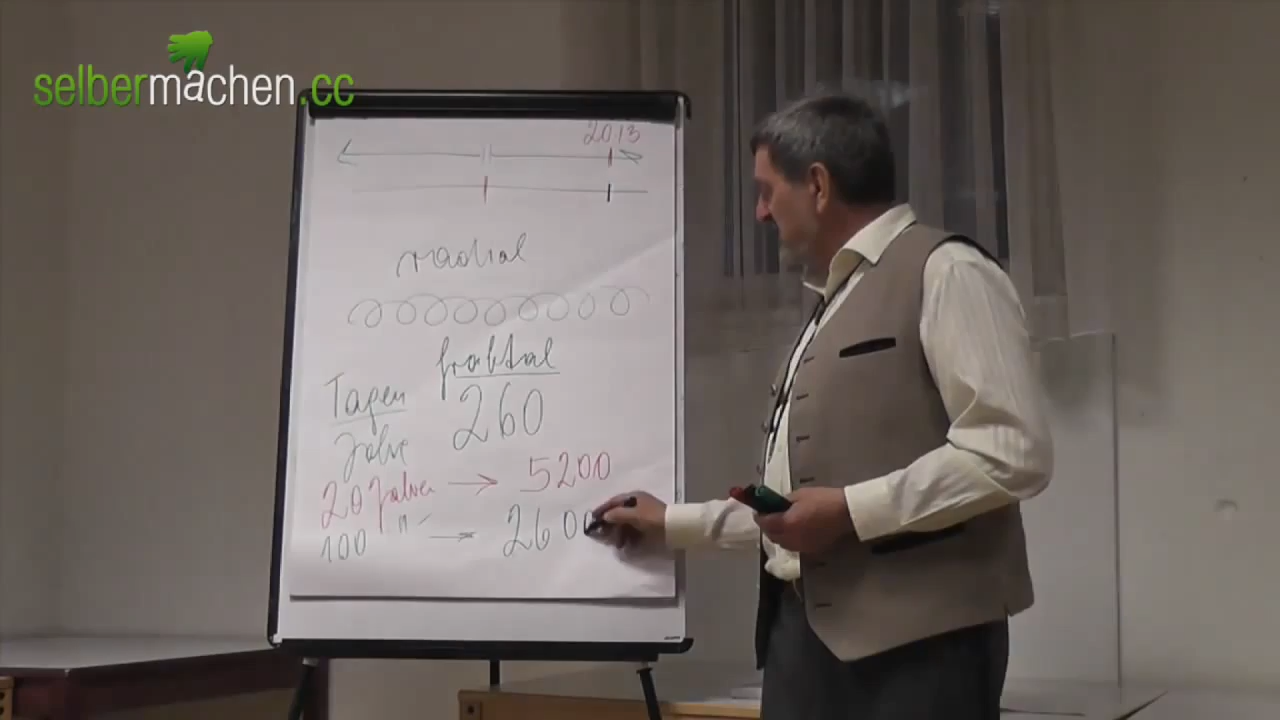 selbermachen.cc
2013
radial
fraktal
Tagen
260
Jahre
20 Jahren → 5200
100 -"- → 2600